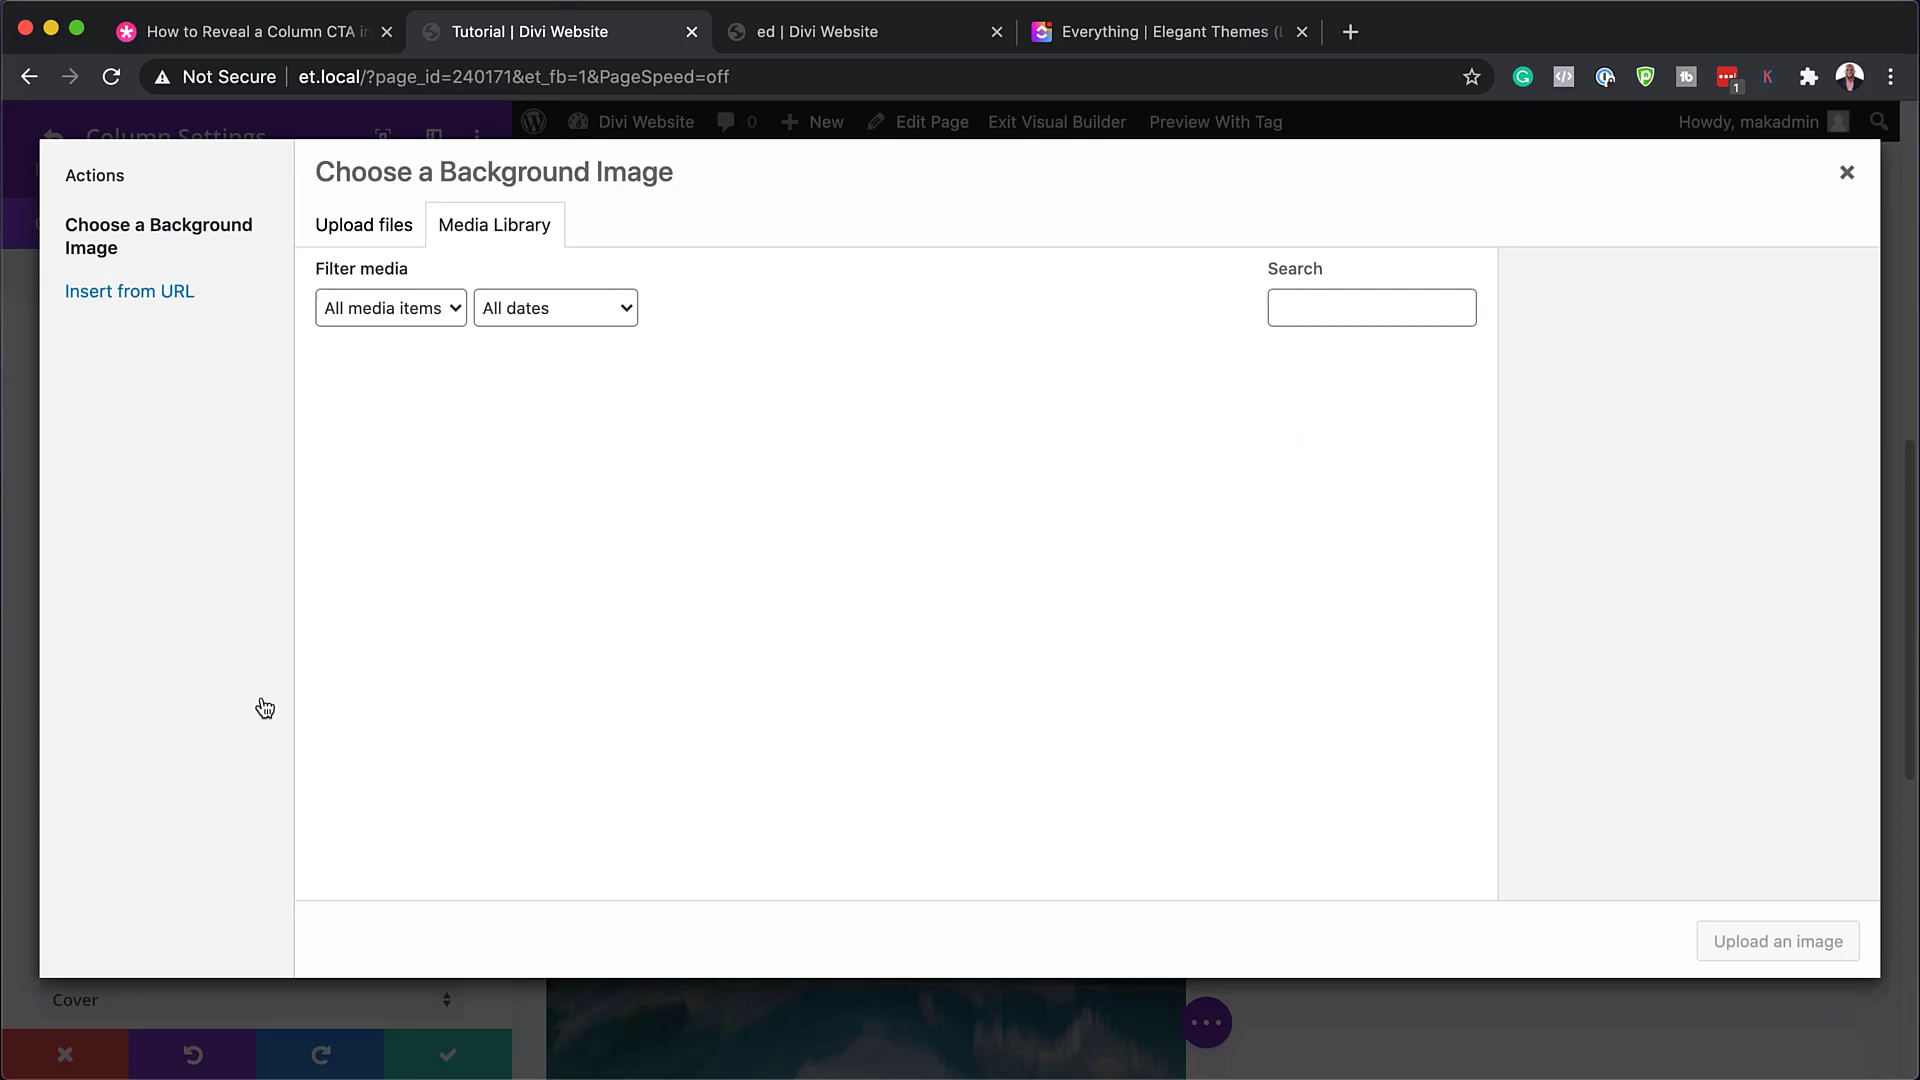 How to Reveal a Column CTA in
Tutorial | Divi Website
ed | Divi Website
Everything | Elegant Themes (
Not Secure
et.local/?page_id=240171&et_fb=1&PageSpeed=off
1
Column Settings
Divi Website
0
New
Edit Page
Exit Visual Builder
Preview With Tag
Howdy, makadmin
Actions
Choose a Background
Image
Insert from URL
Choose a Background Image
Upload files
Media Library
Filter media
All media items
All dates
Search
Upload an image
Cover